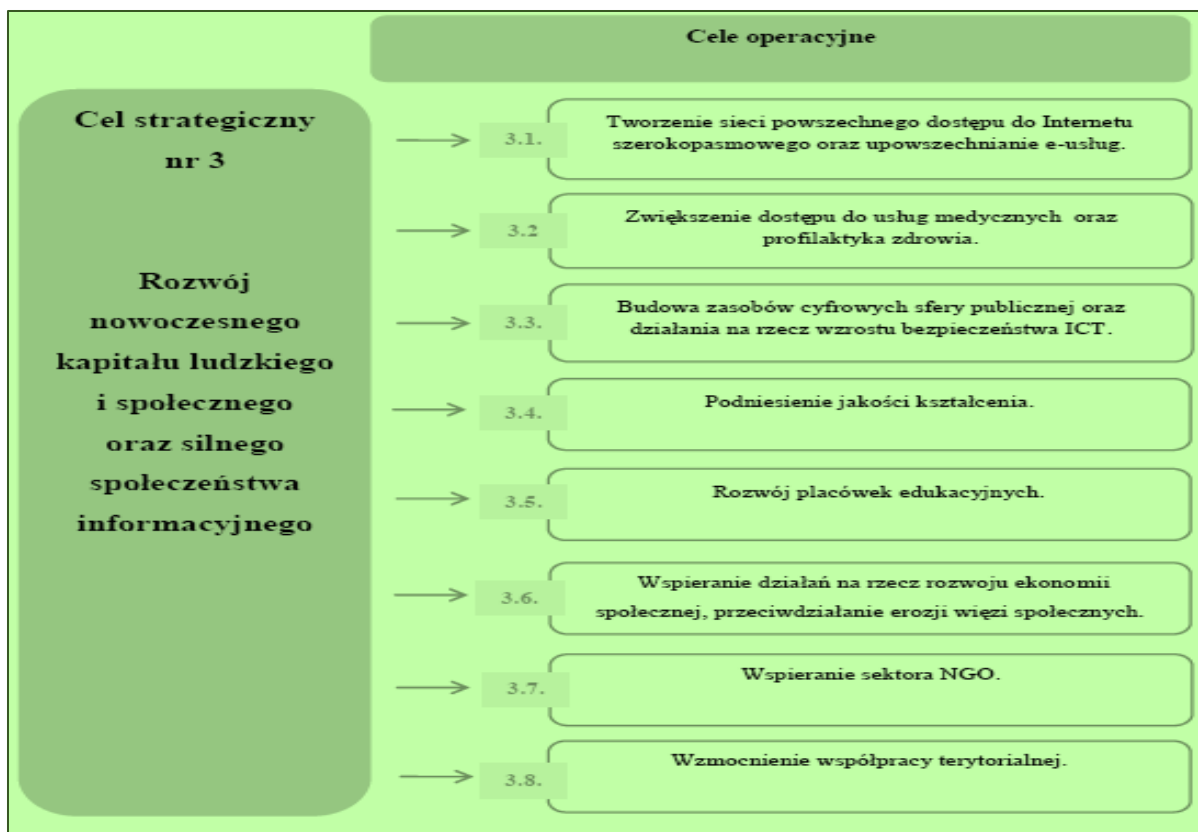 Cele operacyjne
Cel strategiczny
nr 3
Rozwój
nowoczesnego
kapitału ludzkiego
i społecznego
oraz silnego
społeczeństwa
informacyjnego
3.1.
Tworzenie sieci powszechnego dostępu do Internetu
szerokopasmowego oraz upowszechnianie e-usług.
3.2
Zwiększenie dostępu do usług medycznych oraz
profilaktyka zdrowia.
3.3.
Budowa zasobów cyfrowych sfery publicznej oraz
działania na rzecz wzrostu bezpieczeństwa ICT.
3.4.
Podniesienie jakości kształcenia.
3.5.
Rozwój placówek edukacyjnych.
3.6.
Wspieranie działań na rzecz rozwoju ekonomii
społecznej, przeciwdziałanie erozji więzi społecznych.
3.7.
Wspieranie sektora NGO.
3.8.
Wzmocnienie współpracy terytorialnej.